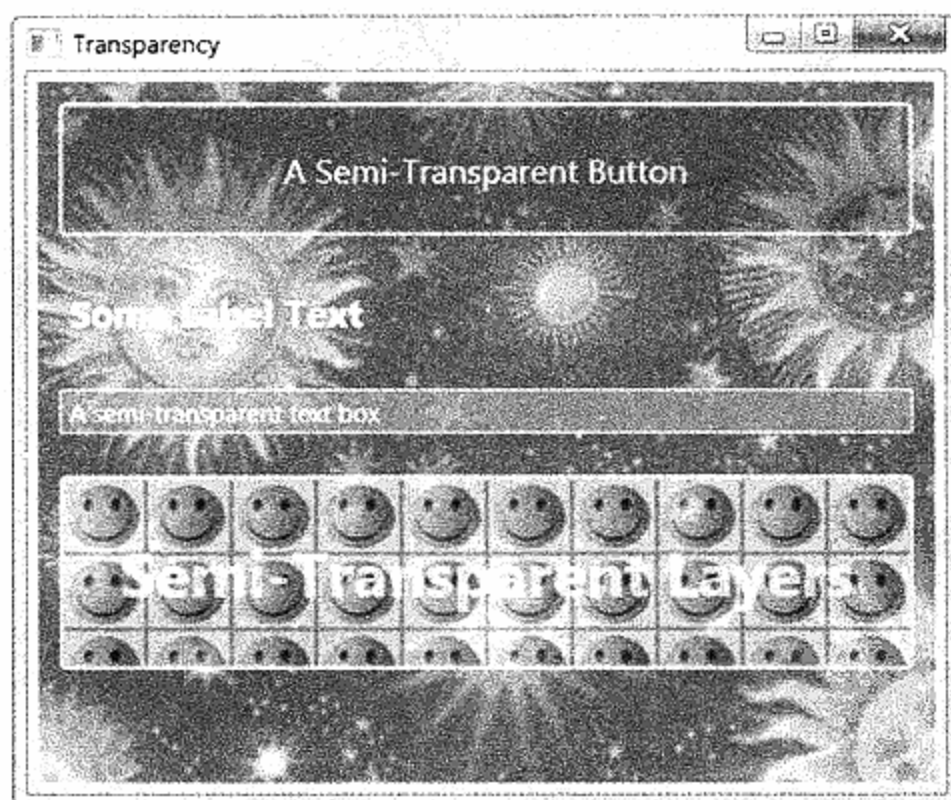 Transparency
A Semi-Transparent Button
Some Label Text
A semi-transparent text box
Semi-Transparent Layers